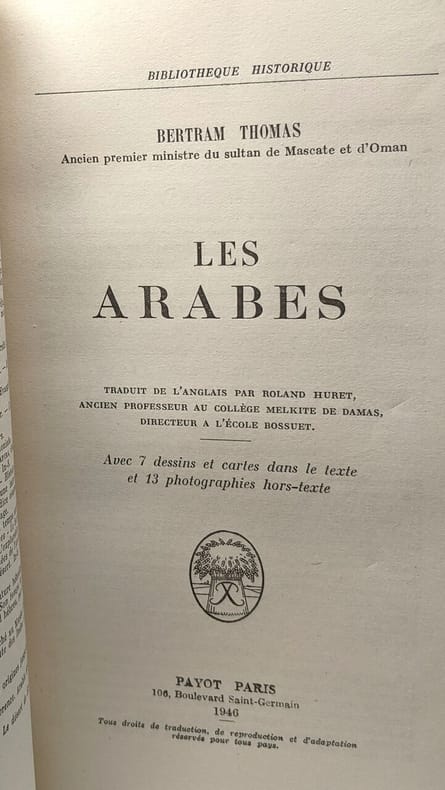 BIBLIOTHEQUE HISTORIQUE
BERTRAM THOMAS
Ancien premier ministre du sultan de Mascate et d'Oman
LES
ARABES
TRADUIT DE L'ANGLAIS PAR ROLAND HURET,
ANCIEN PROFESSEUR AU COLLÈGE MELKITE DE DAMAS,
DIRECTEUR A L'ÉCOLE BOSSUET.
Avec 7 dessins et cartes dans le texte
et 13 photographies hors-texte
PAYOT PARIS
106, Boulevard Saint-Germain
1946
Tous droits de traduction, de reproduction et d'adaptation
réservés pour tous pays.